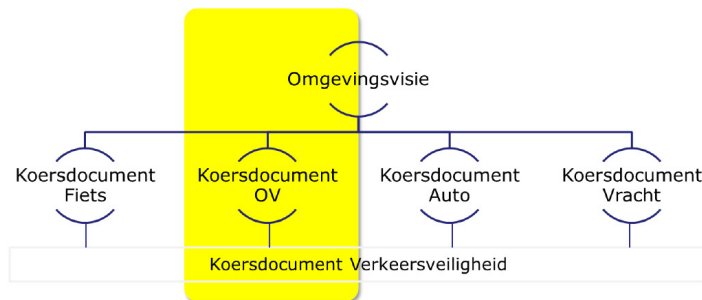 Omgevingsvisie
Koersdocument
Fiets
Koersdocument
OV
Koersdocument
Auto
Koersdocument
Vracht
Koersdocument Verkeersveiligheid